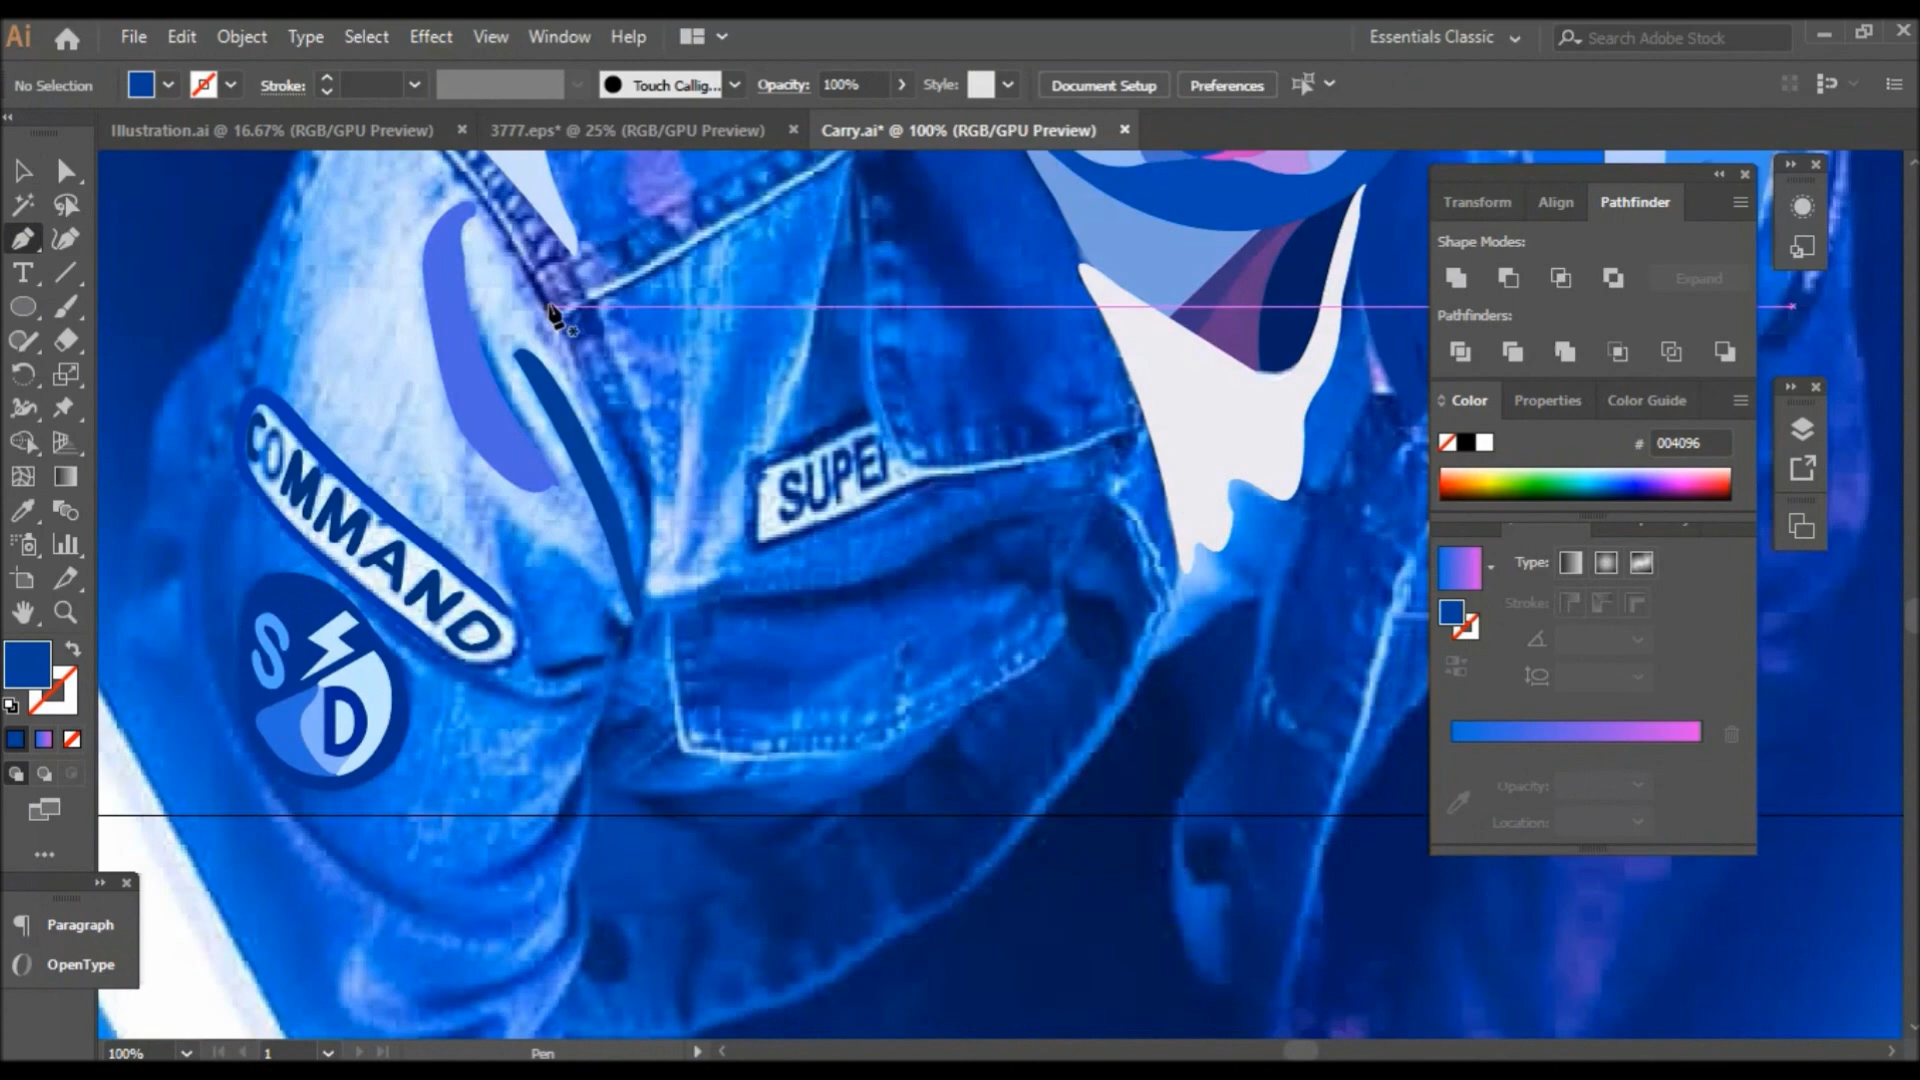 Ai File Edit Object Type Select Effect View Window Help Essentials Classic Search Adobe Stock
No Selection Stroke: Touch Callig... Opacity: 100% Style: Document Setup Preferences
Illustration.ai @ 16.67% (RGB/GPU Preview) 3777.eps* @ 25% (RGB/GPU Preview) Carry.ai* @ 100% (RGB/GPU Preview)
Transform Align Pathfinder
Shape Modes:
Expand
Pathfinders:
Color Properties Color Guide
# 004096
Type:
Stroke:
Opacity:
Location:
COMMAND
SUPER
S
D
Paragraph
OpenType
100% 1 Pen